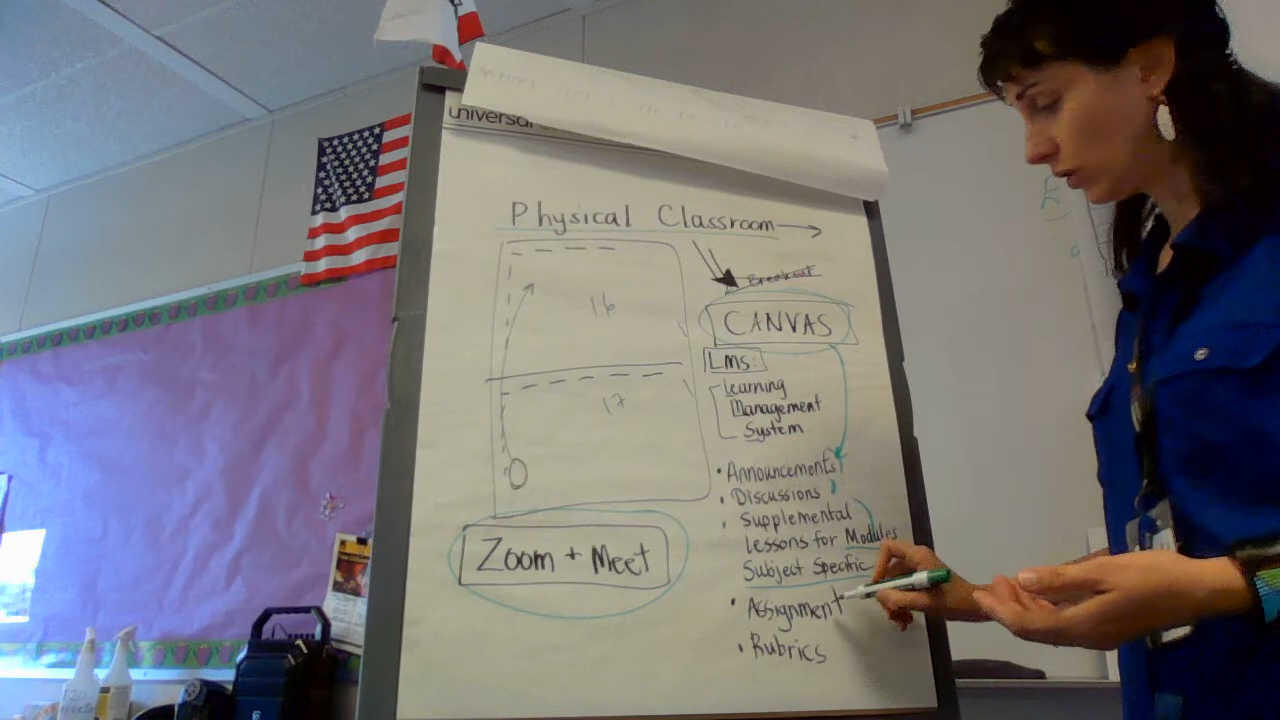 universal
Physical Classroom
Breakout
16
17
CANVAS
Lms:
Learning
Management
System
• Announcements
• Discussions
• Supplemental
lessons for Modules
Subject Specific
• Assignment
• Rubrics
Zoom + Meet